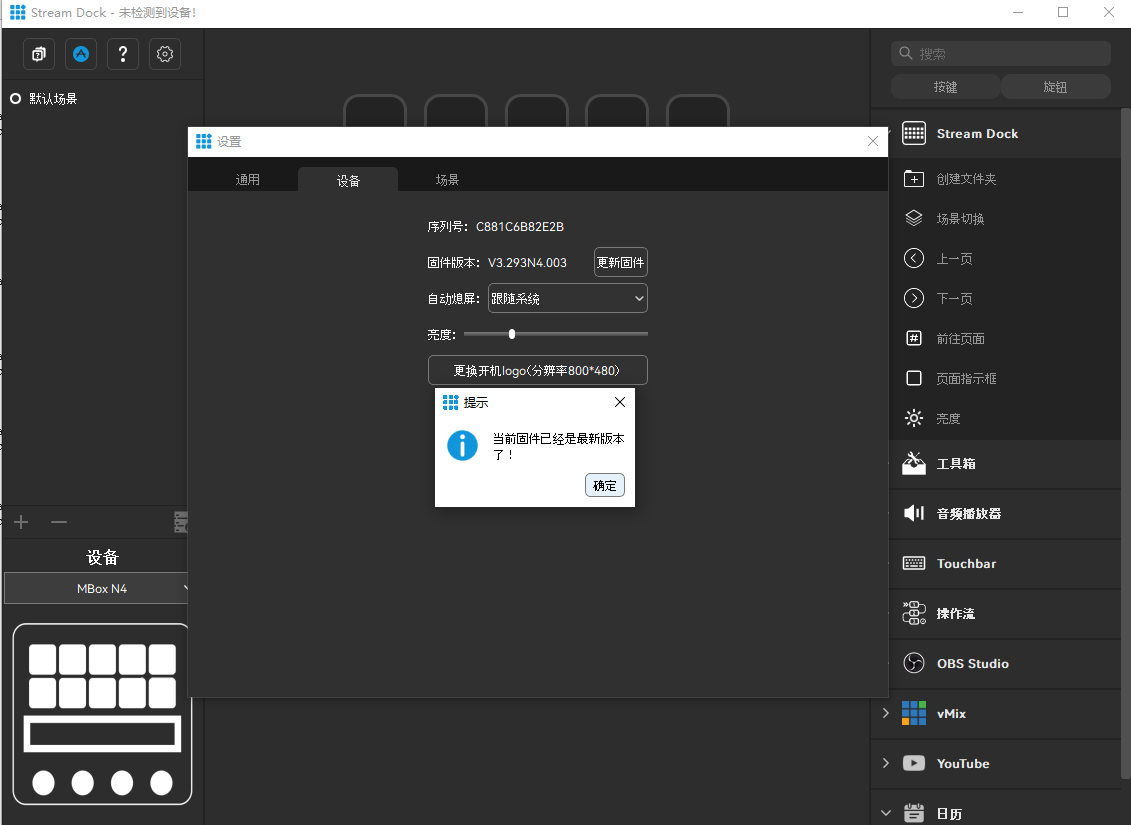 Stream Dock - 未检测到设备!
默认场景
搜索
按键
旋钮
设置
通用
设备
场景
序列号: C881C6B82E2B
固件版本: V3.293N4.003
更新固件
自动熄屏: 跟随系统
亮度:
更换开机logo(分辨率800*480)
提示
当前固件已经是最新版本
了！
确定
设备
MBox N4
Stream Dock
创建文件夹
场景切换
上一页
下一页
前往页面
页面指示框
亮度
工具箱
音频播放器
Touchbar
操作流
OBS Studio
vMix
YouTube
日历